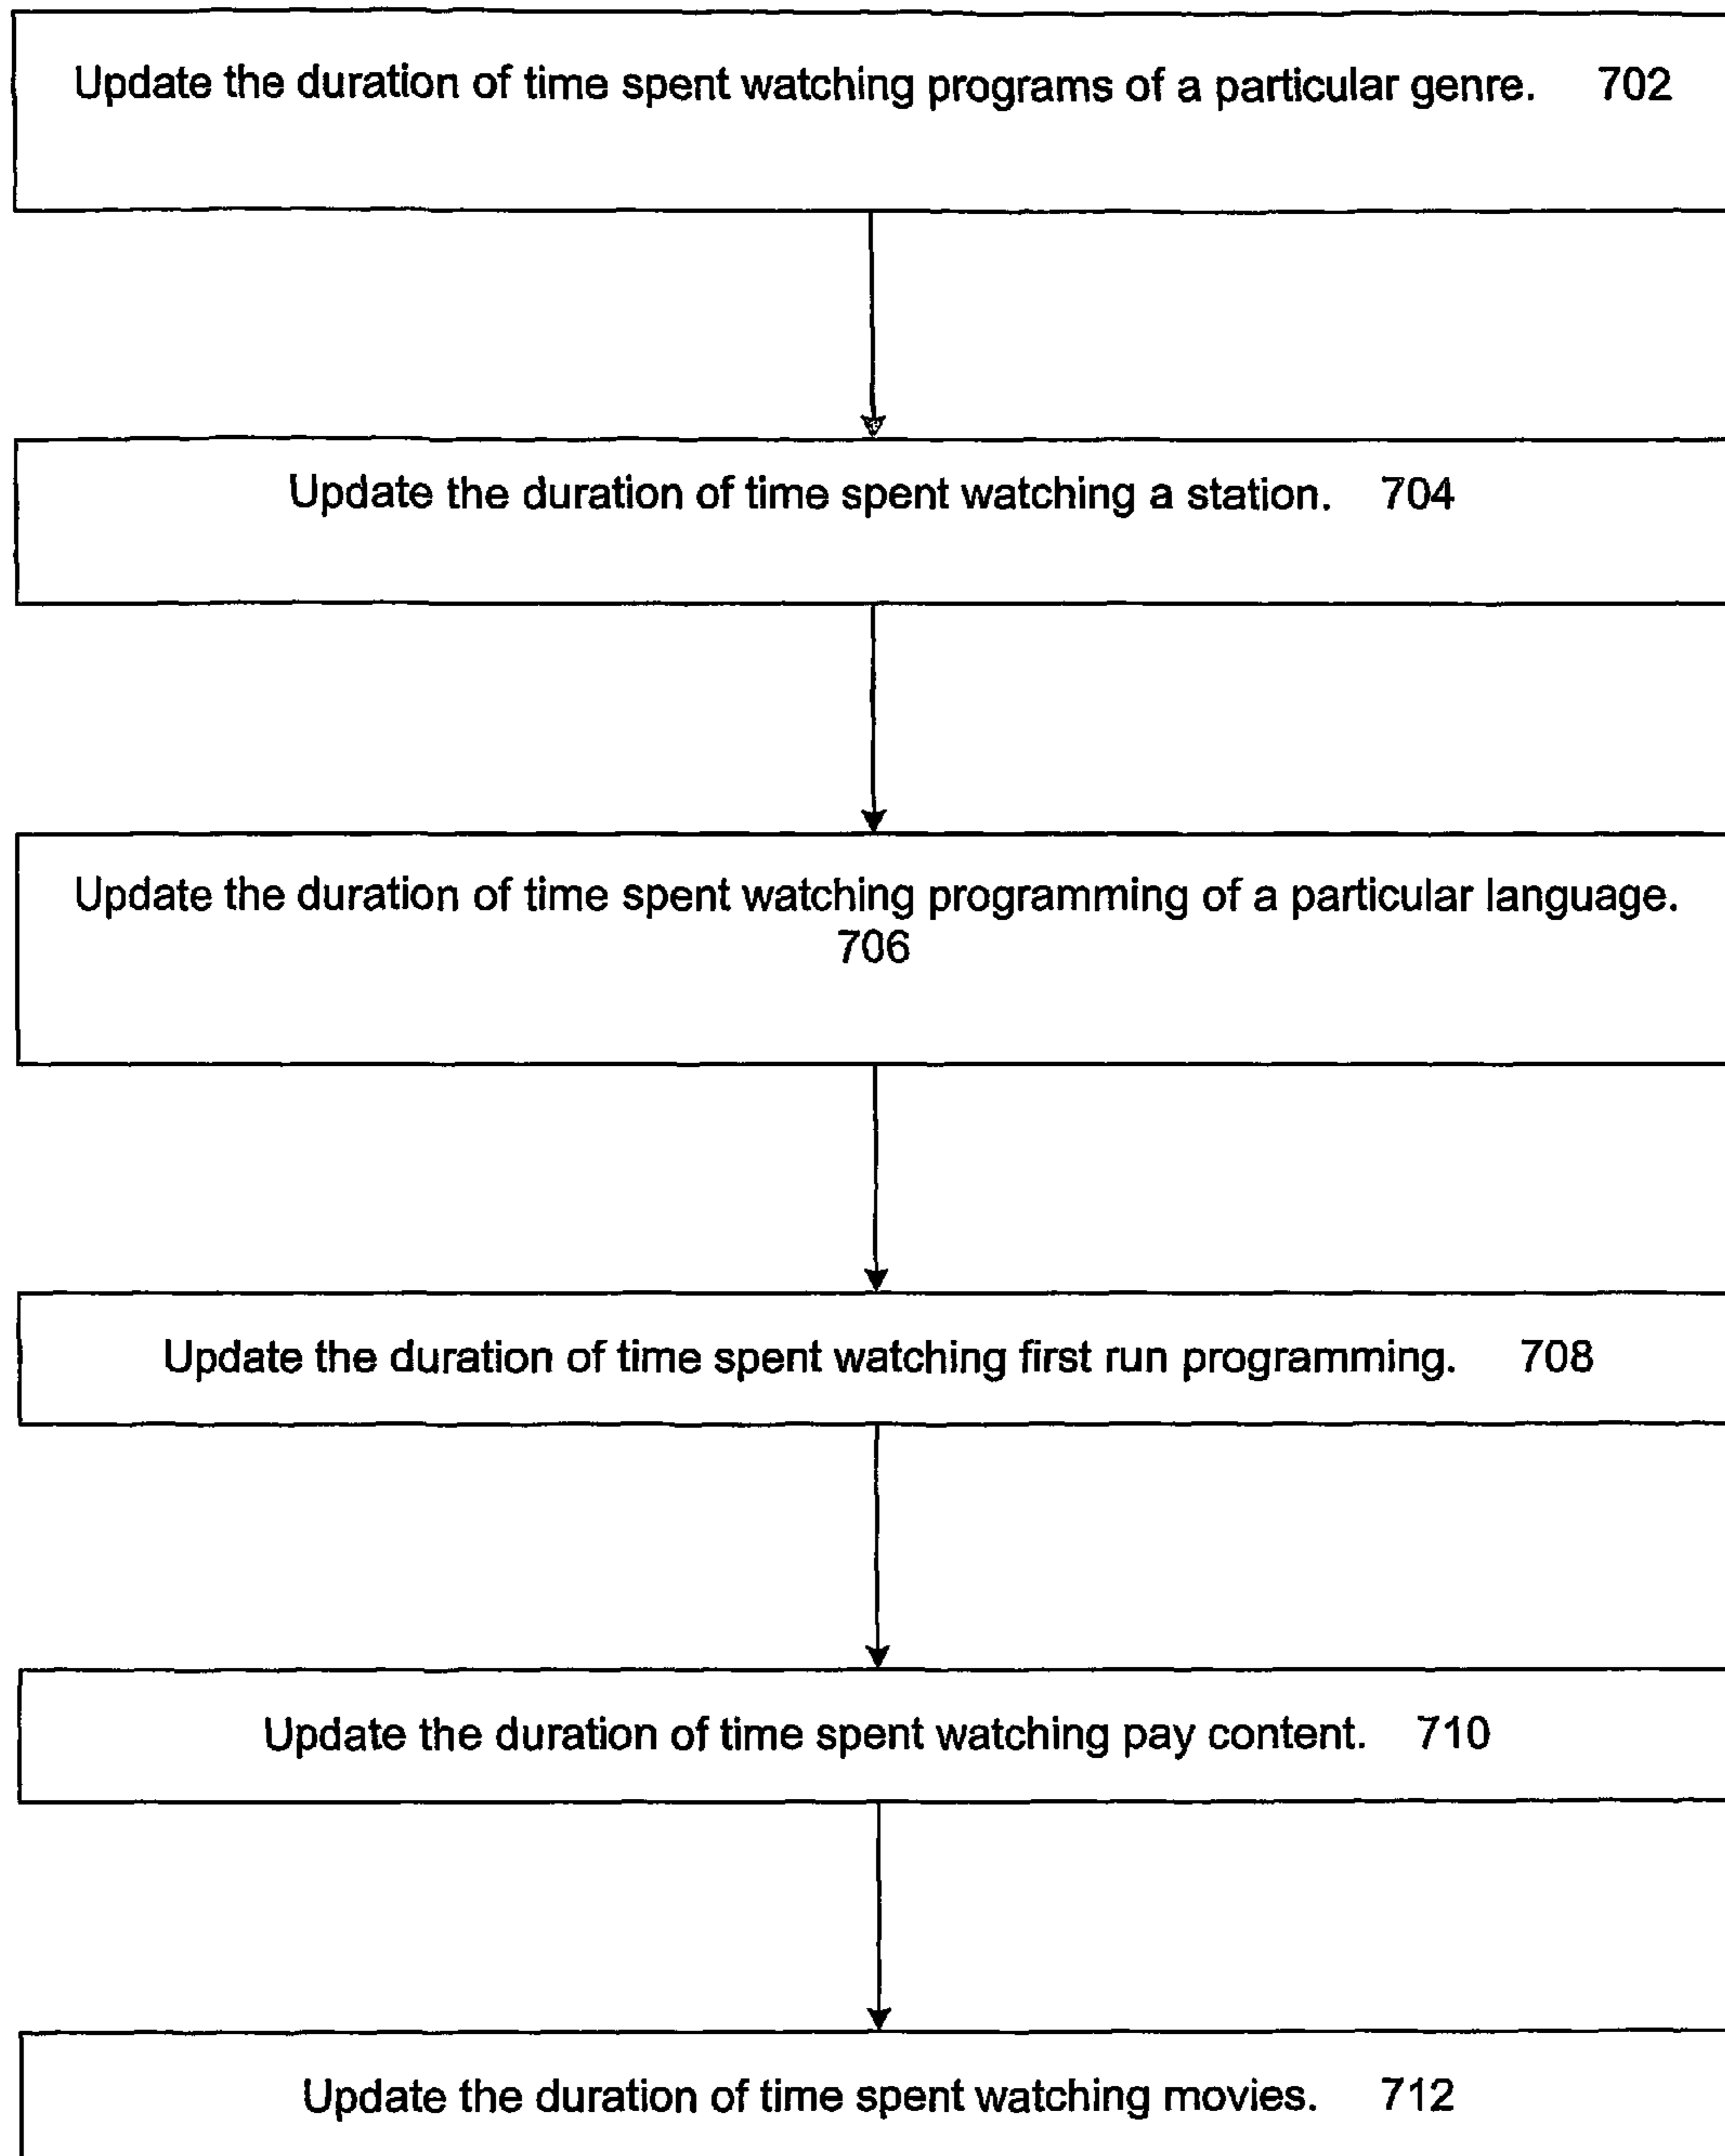 Update the duration of time spent watching programs of a particular genre. 702
Update the duration of time spent watching a station. 704
Update the duration of time spent watching programming of a particular language.
706
Update the duration of time spent watching first run programming. 708
Update the duration of time spent watching pay content. 710
Update the duration of time spent watching movies. 712